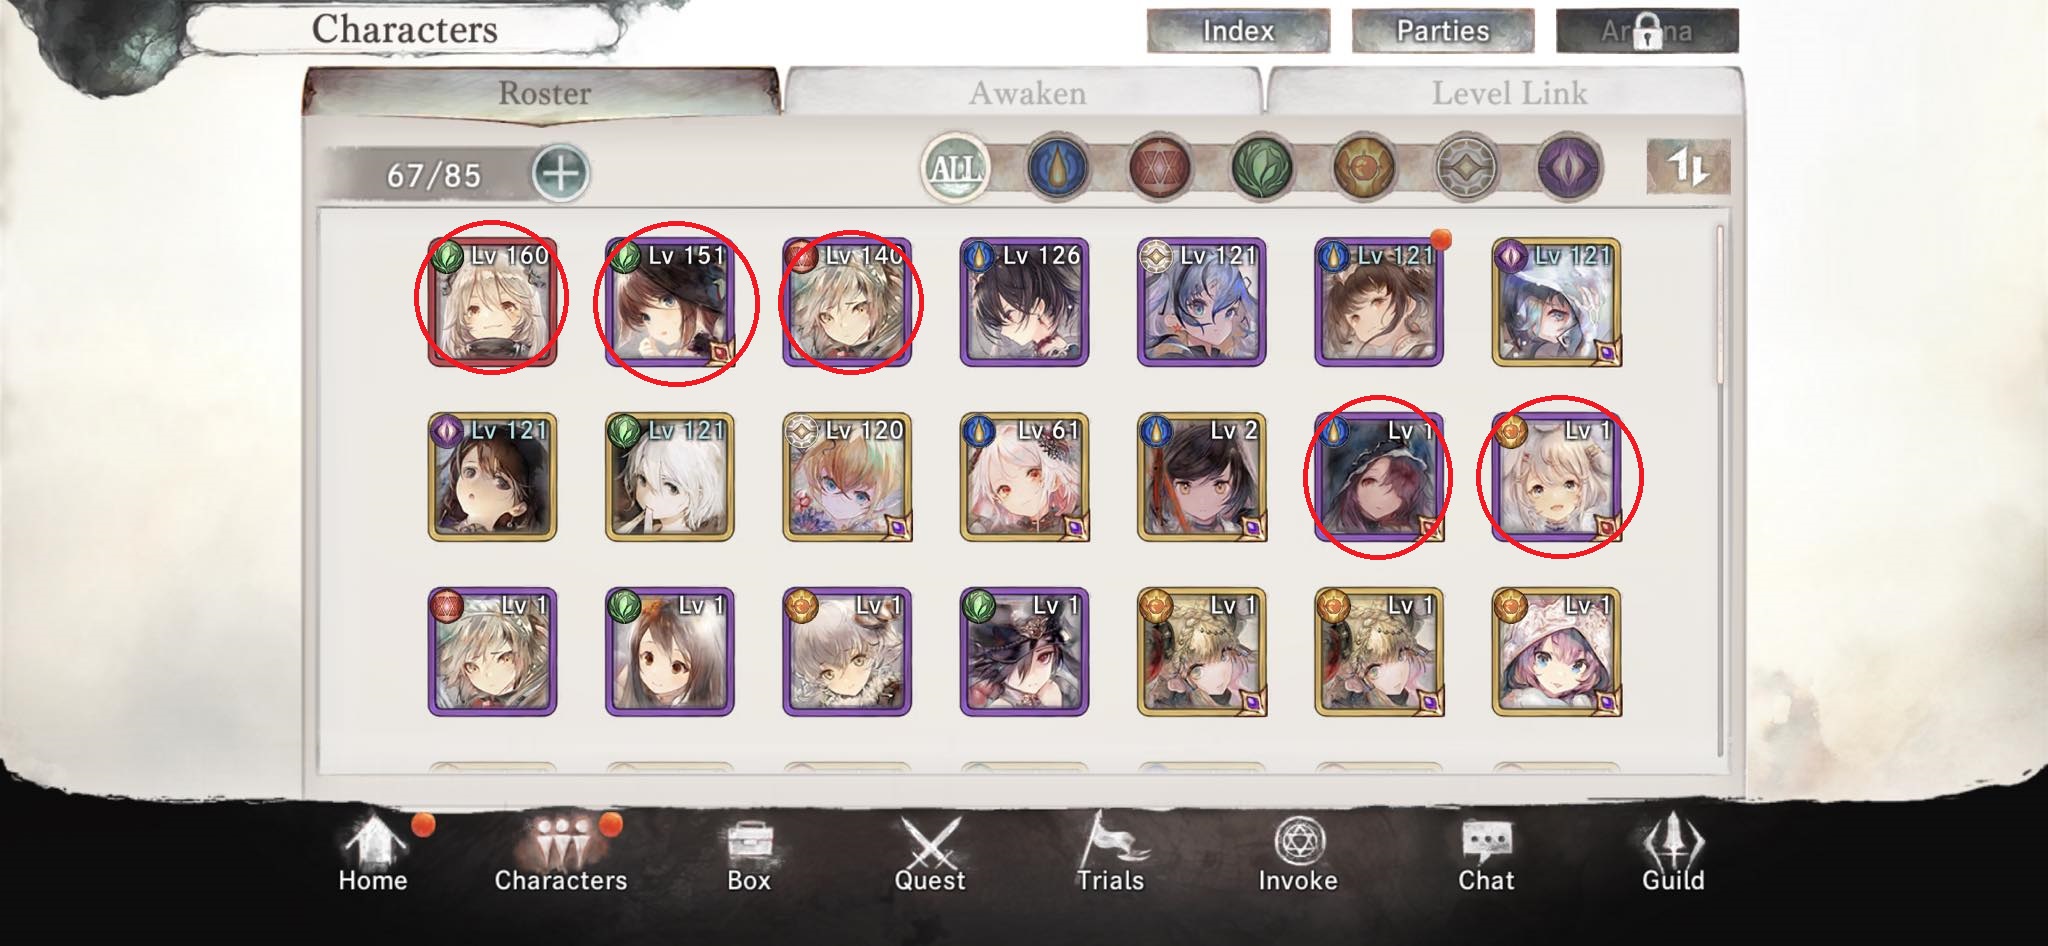 Characters
Index
Parties
Arena
Roster
Awaken
Level Link
67/85
ALL
Lv 160
Lv 151
Lv 140
Lv 126
Lv 121
Lv 121
Lv 121
Lv 121
Lv 121
Lv 120
Lv 61
Lv 2
Lv 1
Lv 1
Lv 1
Lv 1
Lv 1
Lv 1
Lv 1
Lv 1
Lv 1
Home
Characters
Box
Quest
Trials
Invoke
Chat
Guild